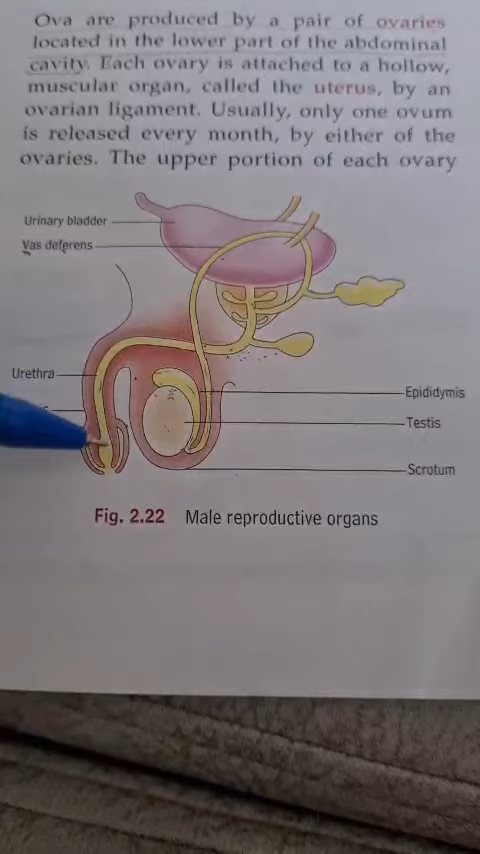 Ova are produced by a pair of ovaries
located in the lower part of the abdominal
cavity. Each ovary is attached to a hollow,
muscular organ, called the uterus, by an
ovarian ligament. Usually, only one ovum
is released every month, by either of the
ovaries. The upper portion of each ovary
Urinary bladder
Vas deferens
Urethra
Epididymis
Testis
Scrotum
Fig. 2.22 Male reproductive organs